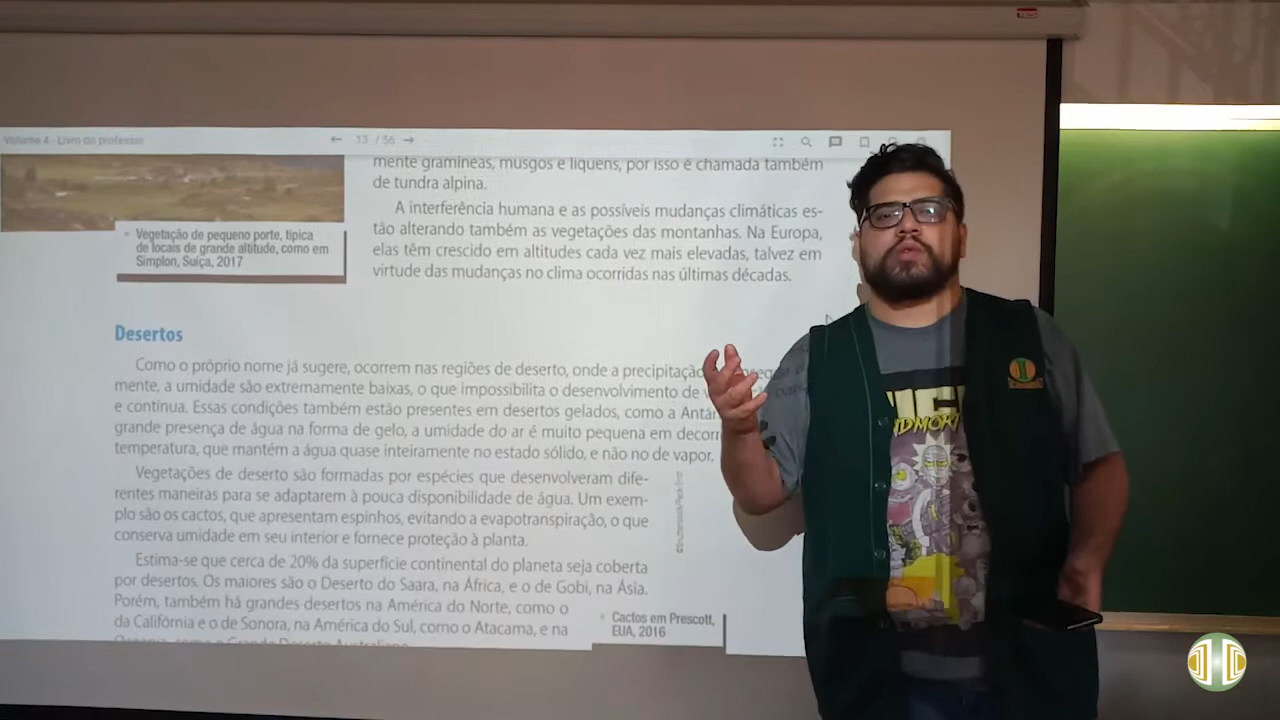 Volume 4 - Livro do professor
13 / 56
mente gramíneas, musgos e liquens, por isso é chamada também
de tundra alpina.
A interferência humana e as possíveis mudanças climáticas es-
tão alterando também as vegetações das montanhas. Na Europa,
elas têm crescido em altitudes cada vez mais elevadas, talvez em
virtude das mudanças no clima ocorridas nas últimas décadas.
Vegetação de pequeno porte, típica
de locais de grande altitude, como em
Simplon, Suíça, 2017
Desertos
Como o próprio nome já sugere, ocorrem nas regiões de deserto, onde a precipitação
mente, a umidade são extremamente baixas, o que impossibilita o desenvolvimento de
e contínua. Essas condições também estão presentes em desertos gelados, como a Antár
grande presença de água na forma de gelo, a umidade do ar é muito pequena em decorr
temperatura, que mantém a água quase inteiramente no estado sólido, e não no de vapor.
Vegetações de deserto são formadas por espécies que desenvolveram dife-
rentes maneiras para se adaptarem à pouca disponibilidade de água. Um exem-
plo são os cactos, que apresentam espinhos, evitando a evapotranspiração, o que
conserva umidade em seu interior e fornece proteção à planta.
Estima-se que cerca de 20% da superfície continental do planeta seja coberta
por desertos. Os maiores são o Deserto do Saara, na África, e o de Gobi, na Ásia.
Porém, também há grandes desertos na América do Norte, como o
da Califórnia e o de Sonora, na América do Sul, como o Atacama, e na
Oceania, como o Grande Deserto Australiano.
Cactos em Prescott,
EUA, 2016